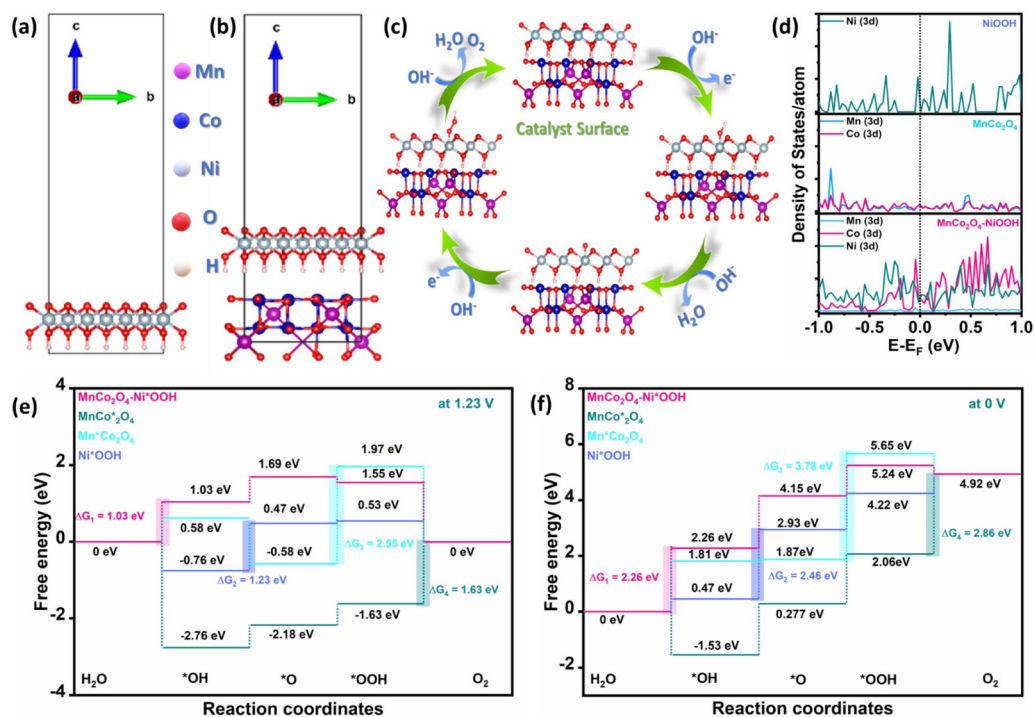 (a)
c
b
a
(b)
c
b
a
Mn
Co
Ni
O
H
(c)
H₂O O₂
OH⁻
OH⁻
e⁻
Catalyst Surface
e⁻
OH⁻
OH⁻
H₂O
(d)
Density of States/atom
Ni (3d)
NiOOH
Mn (3d)
Co (3d)
MnCo₂O₄
Mn (3d)
Co (3d)
Ni (3d)
MnCo₂O₄-NiOOH
-1.0 -0.5 0.0 0.5 1.0
E-E_F (eV)
(e)
Free energy (eV)
4
2
0
-2
-4
MnCo₂O₄-Ni*OOH
MnCo*₂O₄
Mn*Co₂O₄
Ni*OOH
at 1.23 V
1.97 eV
1.69 eV
1.55 eV
1.03 eV
ΔG₁ = 1.03 eV
0.58 eV
0.47 eV
0.53 eV
0 eV
-0.76 eV
-0.58 eV
ΔG₃ = 2.55 eV
0 eV
ΔG₂ = 1.23 eV
ΔG₄ = 1.63 eV
-1.63 eV
-2.18 eV
-2.76 eV
H₂O *OH *O *OOH O₂
Reaction coordinates
(f)
Free energy (eV)
8
6
4
2
0
-2
MnCo₂O₄-Ni*OOH
MnCo*₂O₄
Mn*Co₂O₄
Ni*OOH
at 0 V
5.65 eV
ΔG₃ = 3.78 eV
5.24 eV
4.92 eV
4.15 eV
4.22 eV
2.93 eV
ΔG₄ = 2.86 eV
2.26 eV
1.81 eV
1.87eV
2.06eV
ΔG₁ = 2.26 eV
0.47 eV
ΔG₂ = 2.46 eV
0 eV
0.277 eV
-1.53 eV
H₂O *OH *O *OOH O₂
Reaction coordinates